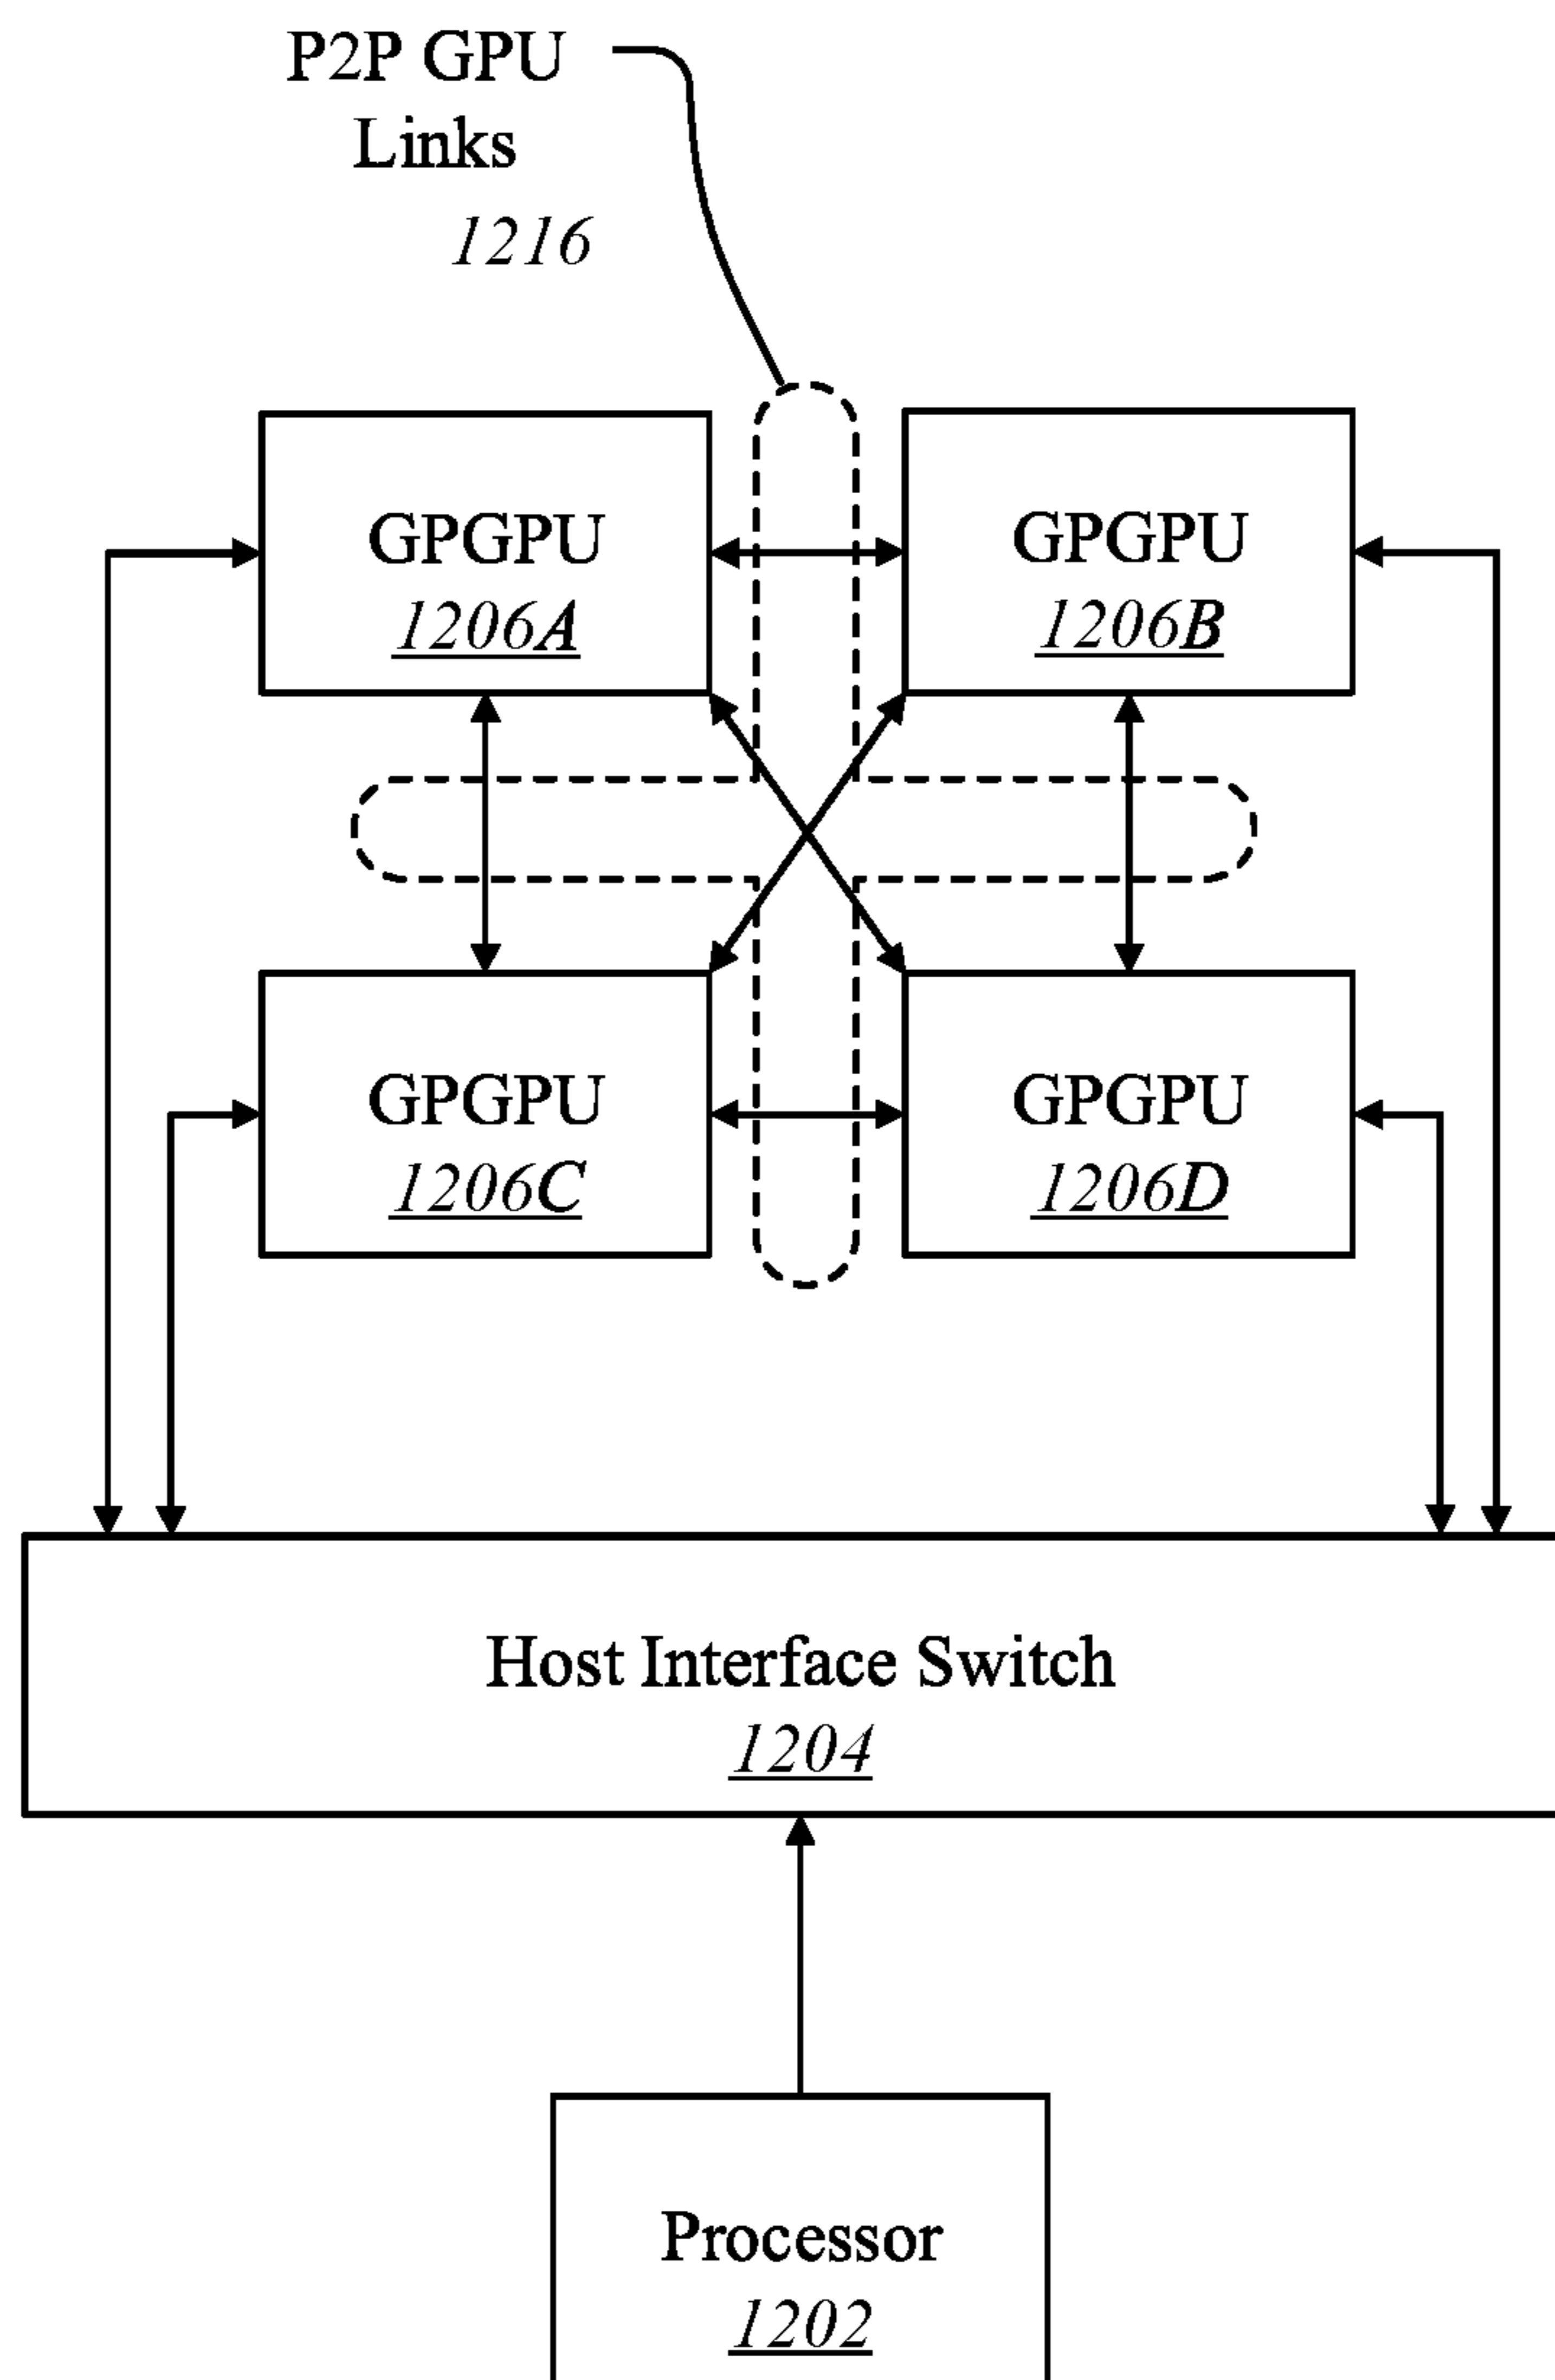 P2P GPU
Links
1216
GPGPU
1206A
GPGPU
1206B
GPGPU
1206C
GPGPU
1206D
Host Interface Switch
1204
Processor
1202